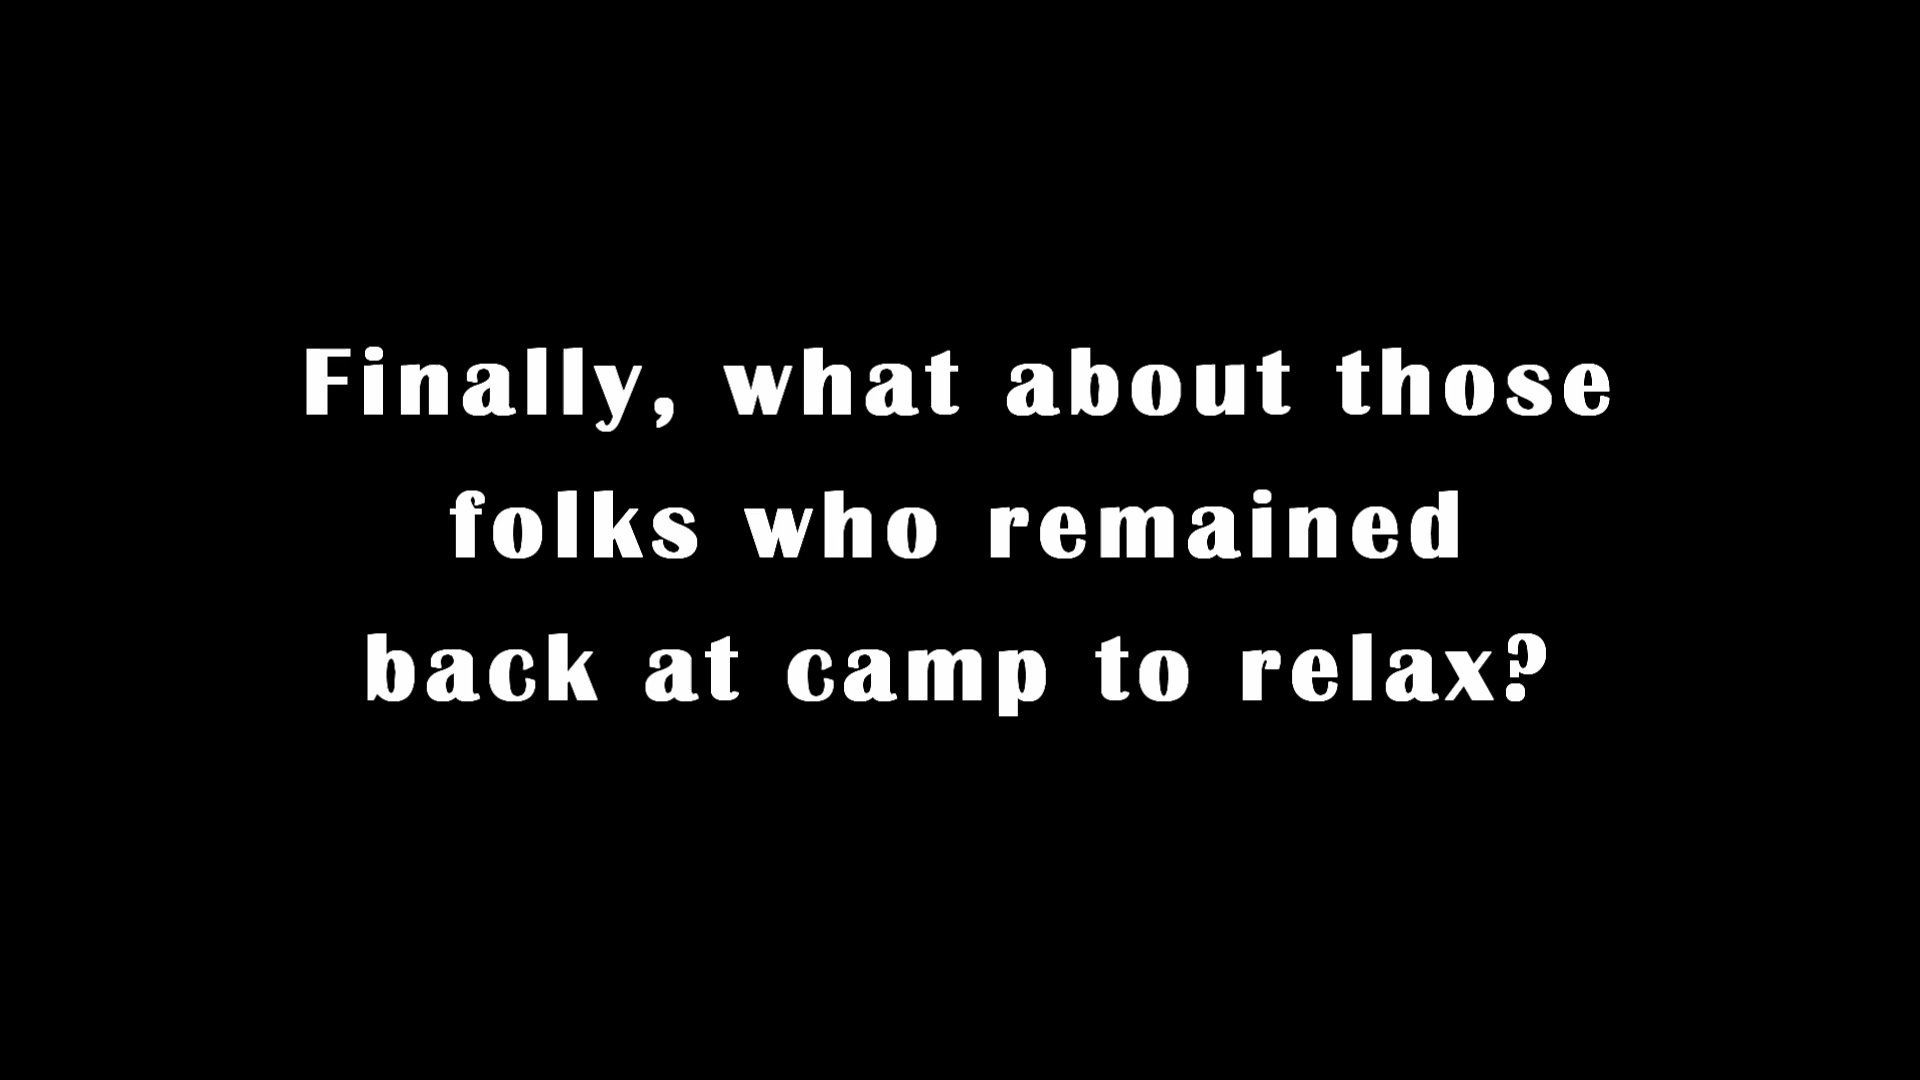 Finally, what about those
folks who remained
back at camp to relax?